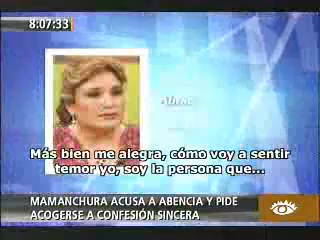 8:07:33
Más bien me alegra, cómo voy a sentir
temor yo, soy la persona que...
MAMANCHURA ACUSA A ABENCIA Y PIDE
ACOGERSE A CONFESIÓN SINCERA